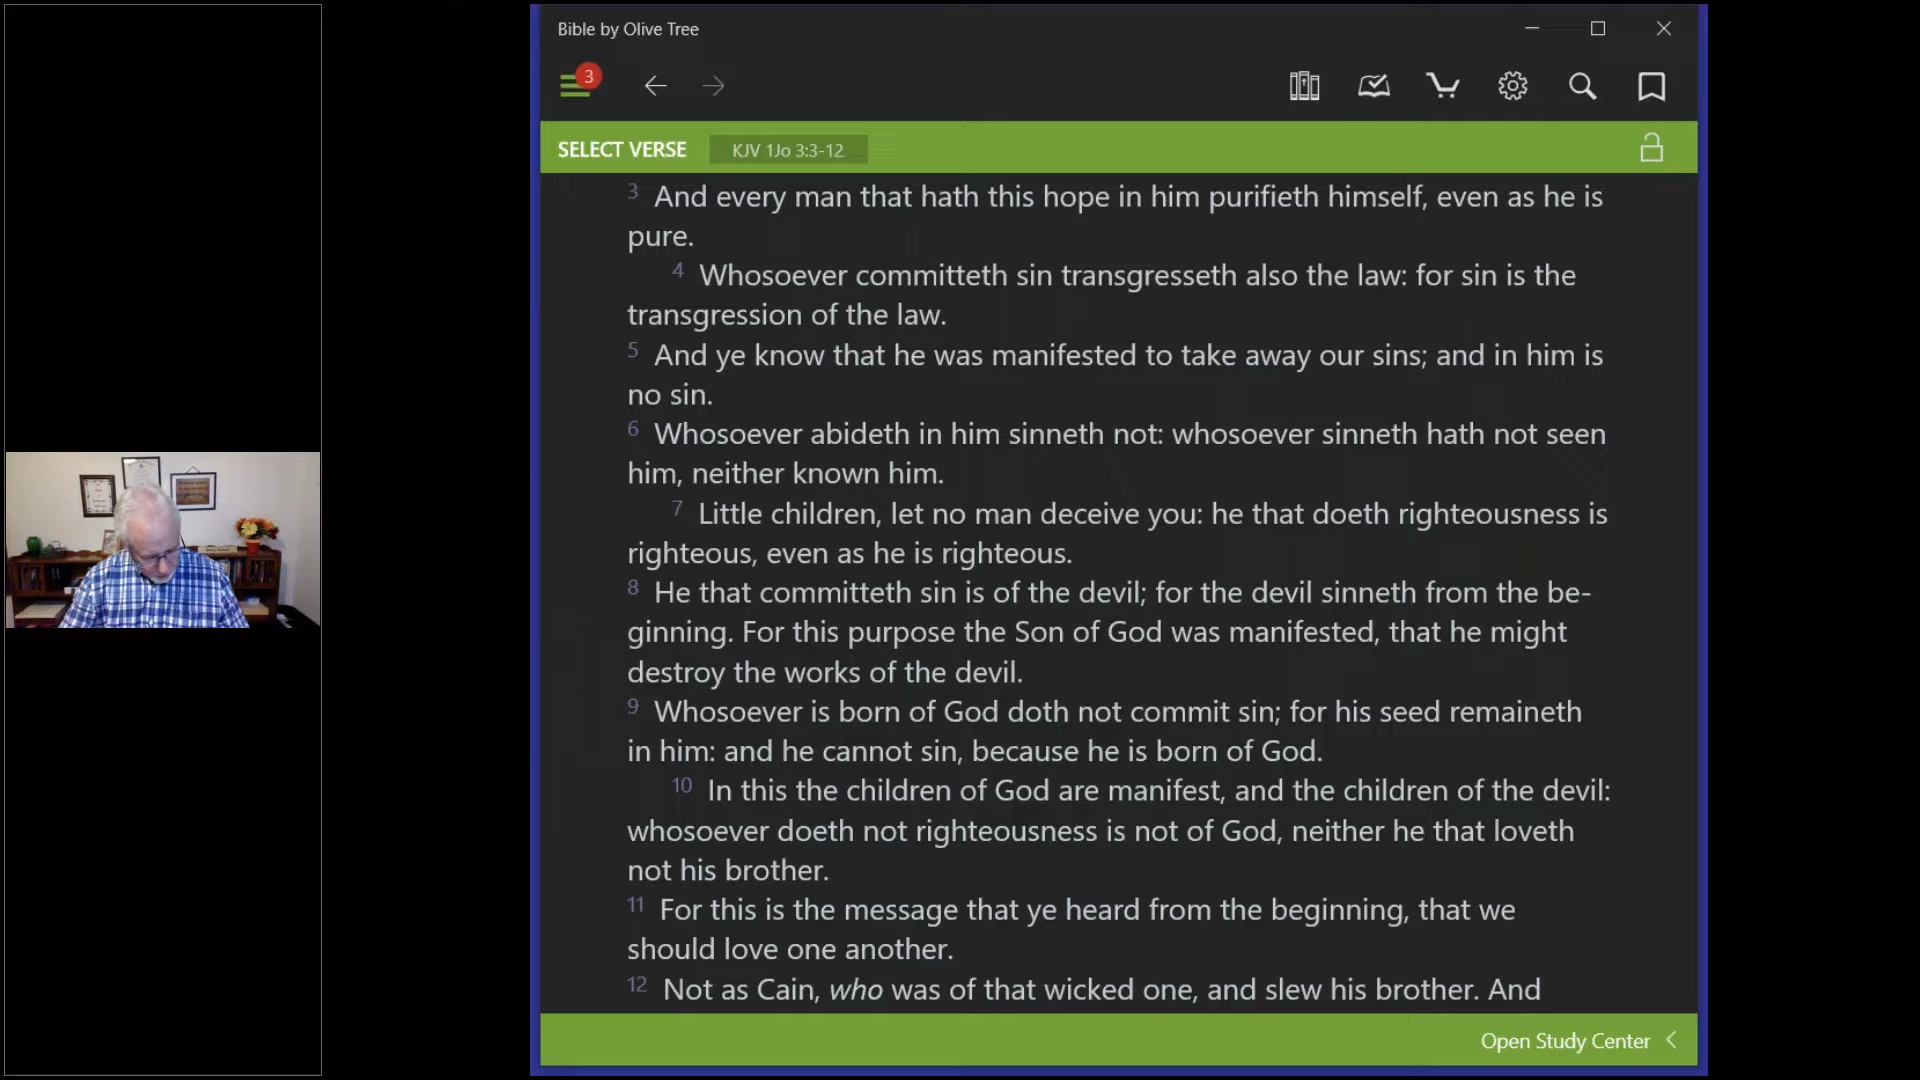 Bible by Olive Tree
3
SELECT VERSE KJV 1Jo 3:3-12
3 And every man that hath this hope in him purifieth himself, even as he is
pure.
4 Whosoever committeth sin transgresseth also the law: for sin is the
transgression of the law.
5 And ye know that he was manifested to take away our sins; and in him is
no sin.
6 Whosoever abideth in him sinneth not: whosoever sinneth hath not seen
him, neither known him.
7 Little children, let no man deceive you: he that doeth righteousness is
righteous, even as he is righteous.
8 He that committeth sin is of the devil; for the devil sinneth from the be-
ginning. For this purpose the Son of God was manifested, that he might
destroy the works of the devil.
9 Whosoever is born of God doth not commit sin; for his seed remaineth
in him: and he cannot sin, because he is born of God.
10 In this the children of God are manifest, and the children of the devil:
whosoever doeth not righteousness is not of God, neither he that loveth
not his brother.
11 For this is the message that ye heard from the beginning, that we
should love one another.
12 Not as Cain, who was of that wicked one, and slew his brother. And
Open Study Center